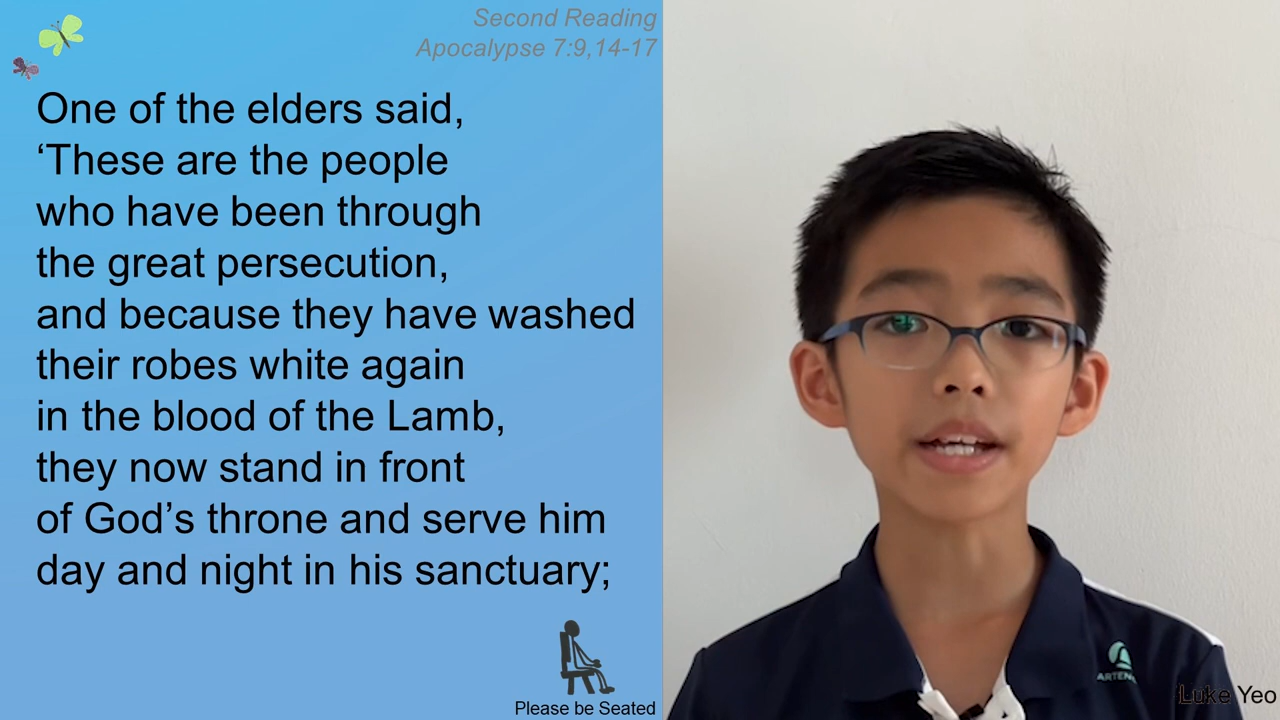 Second Reading
Apocalypse 7:9,14-17
One of the elders said,
‘These are the people
who have been through
the great persecution,
and because they have washed
their robes white again
in the blood of the Lamb,
they now stand in front
of God’s throne and serve him
day and night in his sanctuary;
Please be Seated
Luke Yeo